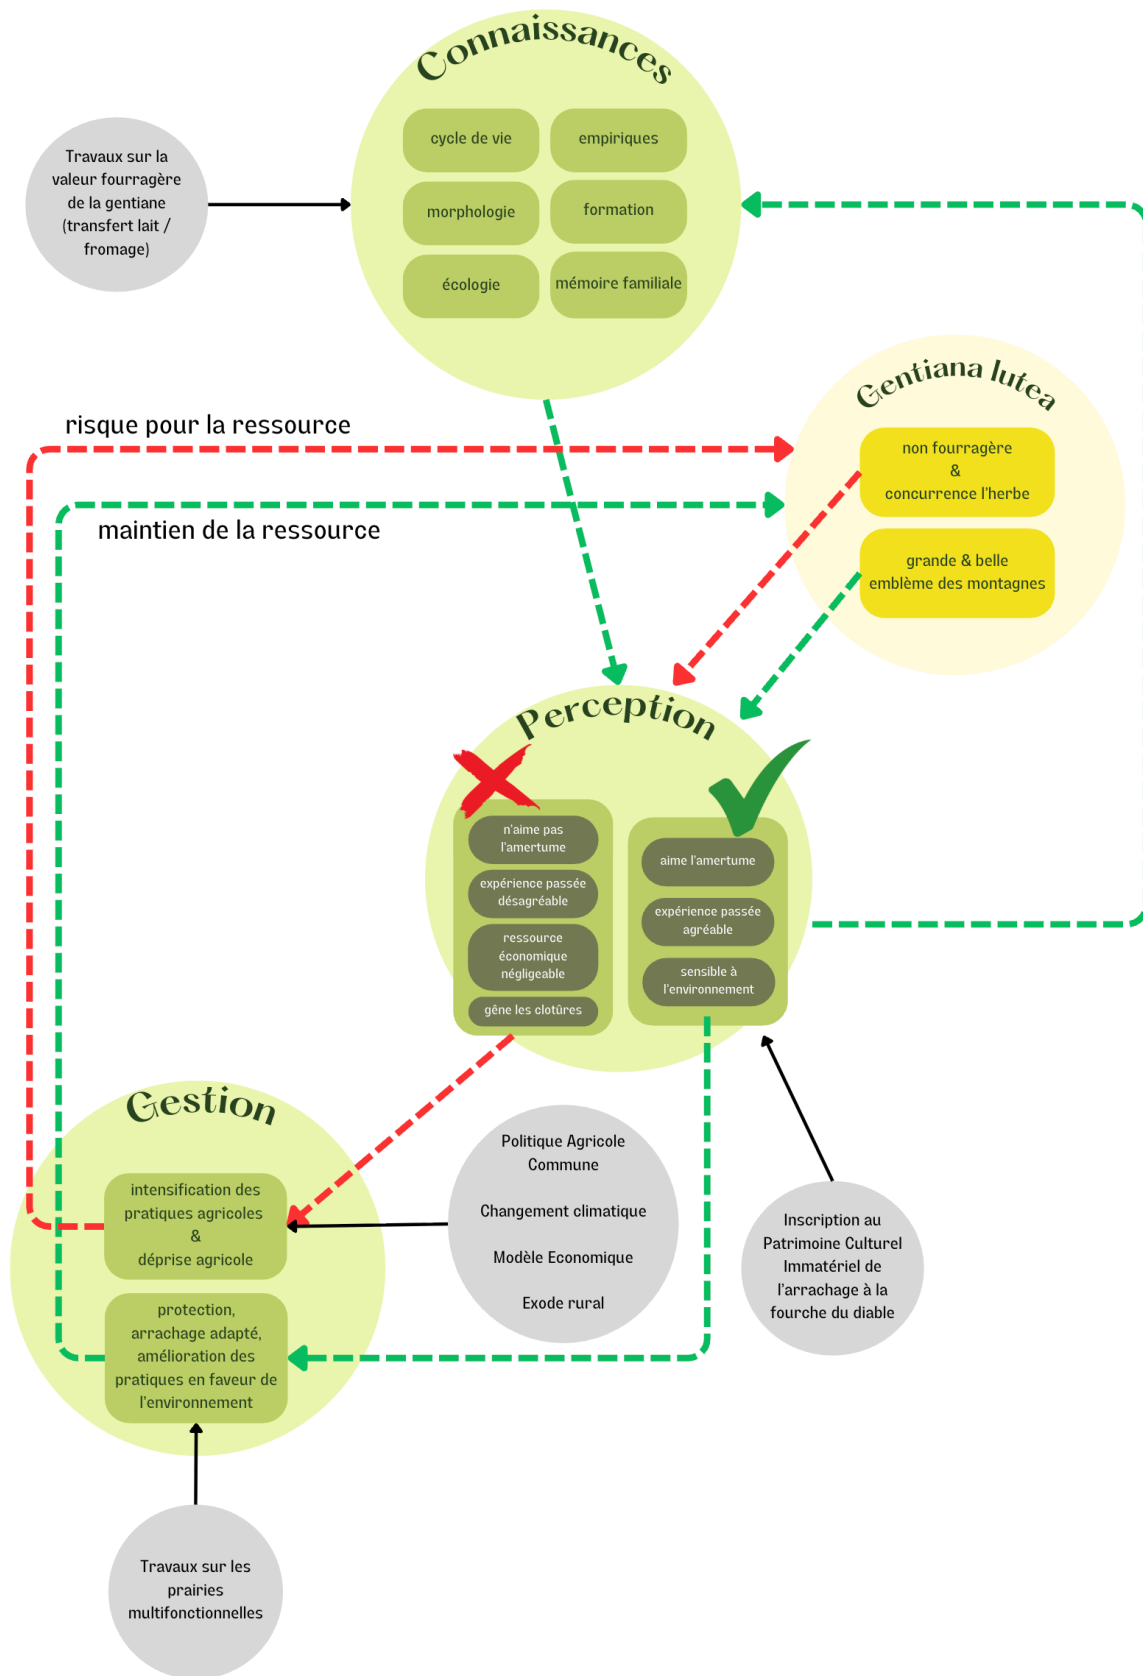 Connaissances
cycle de vie
empiriques
morphologie
formation
écologie
mémoire familiale
Travaux sur la
valeur fourragère
de la gentiane
(transfert lait /
fromage)
Gentiana lutea
non fourragère
&
concurrence l'herbe
grande & belle
emblème des montagnes
risque pour la ressource
maintien de la ressource
Perception
n'aime pas
l'amertume
expérience passée
désagréable
ressource
économique
négligeable
gêne les clotûres
aime l'amertume
expérience passée
agréable
sensible à
l'environnement
Gestion
intensification des
pratiques agricoles
&
déprise agricole
protection,
arrachage adapté,
amélioration des
pratiques en faveur de
l'environnement
Politique Agricole
Commune
Changement climatique
Modèle Economique
Exode rural
Inscription au
Patrimoine Culturel
Immatériel de
l'arrachage à la
fourche du diable
Travaux sur les
prairies
multifonctionnelles